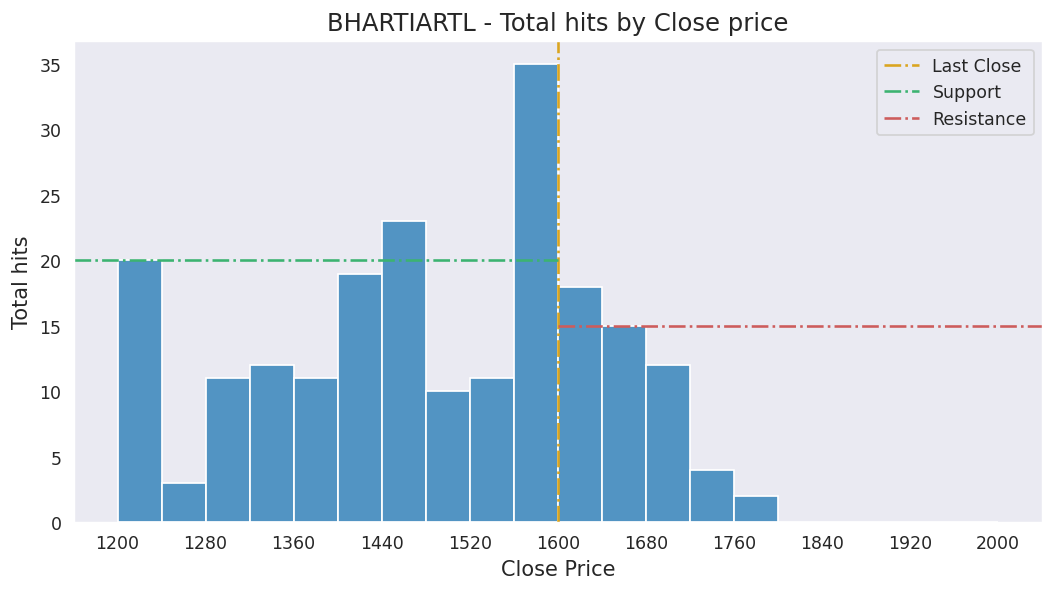 BHARTIARTL - Total hits by Close price
Last Close
Support
Resistance
35
30
25
20
15
10
5
0
Total hits
1200 1280 1360 1440 1520 1600 1680 1760 1840 1920 2000
Close Price